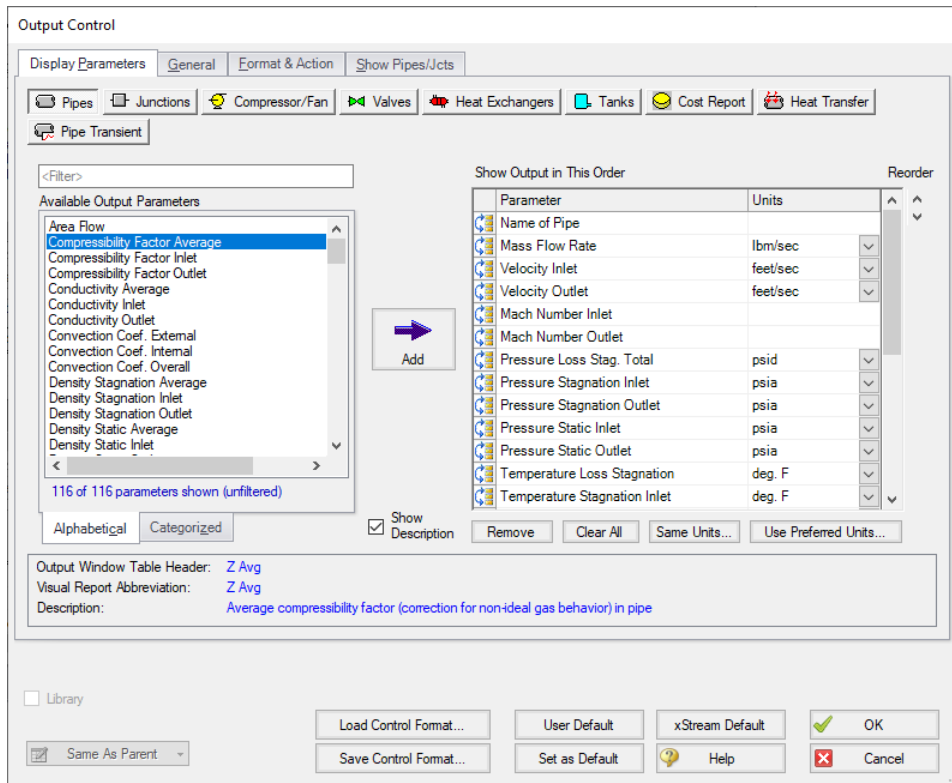 Output Control
Display Parameters General Format & Action Show Pipes/Jcts
Pipes Junctions Compressor/Fan Valves Heat Exchangers Tanks Cost Report Heat Transfer
Pipe Transient
<Filter>
Available Output Parameters
Area Flow
Compressibility Factor Average
Compressibility Factor Inlet
Compressibility Factor Outlet
Conductivity Average
Conductivity Inlet
Conductivity Outlet
Convection Coef. External
Convection Coef. Internal
Convection Coef. Overall
Density Stagnation Average
Density Stagnation Inlet
Density Stagnation Outlet
Density Static Average
Density Static Inlet
116 of 116 parameters shown (unfiltered)
Alphabetical Categorized
Add
Show
Description
Show Output in This Order Reorder
Parameter Units
Name of Pipe
Mass Flow Rate lbm/sec
Velocity Inlet feet/sec
Velocity Outlet feet/sec
Mach Number Inlet
Mach Number Outlet
Pressure Loss Stag. Total psid
Pressure Stagnation Inlet psia
Pressure Stagnation Outlet psia
Pressure Static Inlet psia
Pressure Static Outlet psia
Temperature Loss Stagnation deg. F
Temperature Stagnation Inlet deg. F
Remove Clear All Same Units... Use Preferred Units...
Output Window Table Header: Z Avg
Visual Report Abbreviation: Z Avg
Description: Average compressibility factor (correction for non-ideal gas behavior) in pipe
Library
Same As Parent
Load Control Format... User Default xStream Default OK
Save Control Format... Set as Default Help Cancel